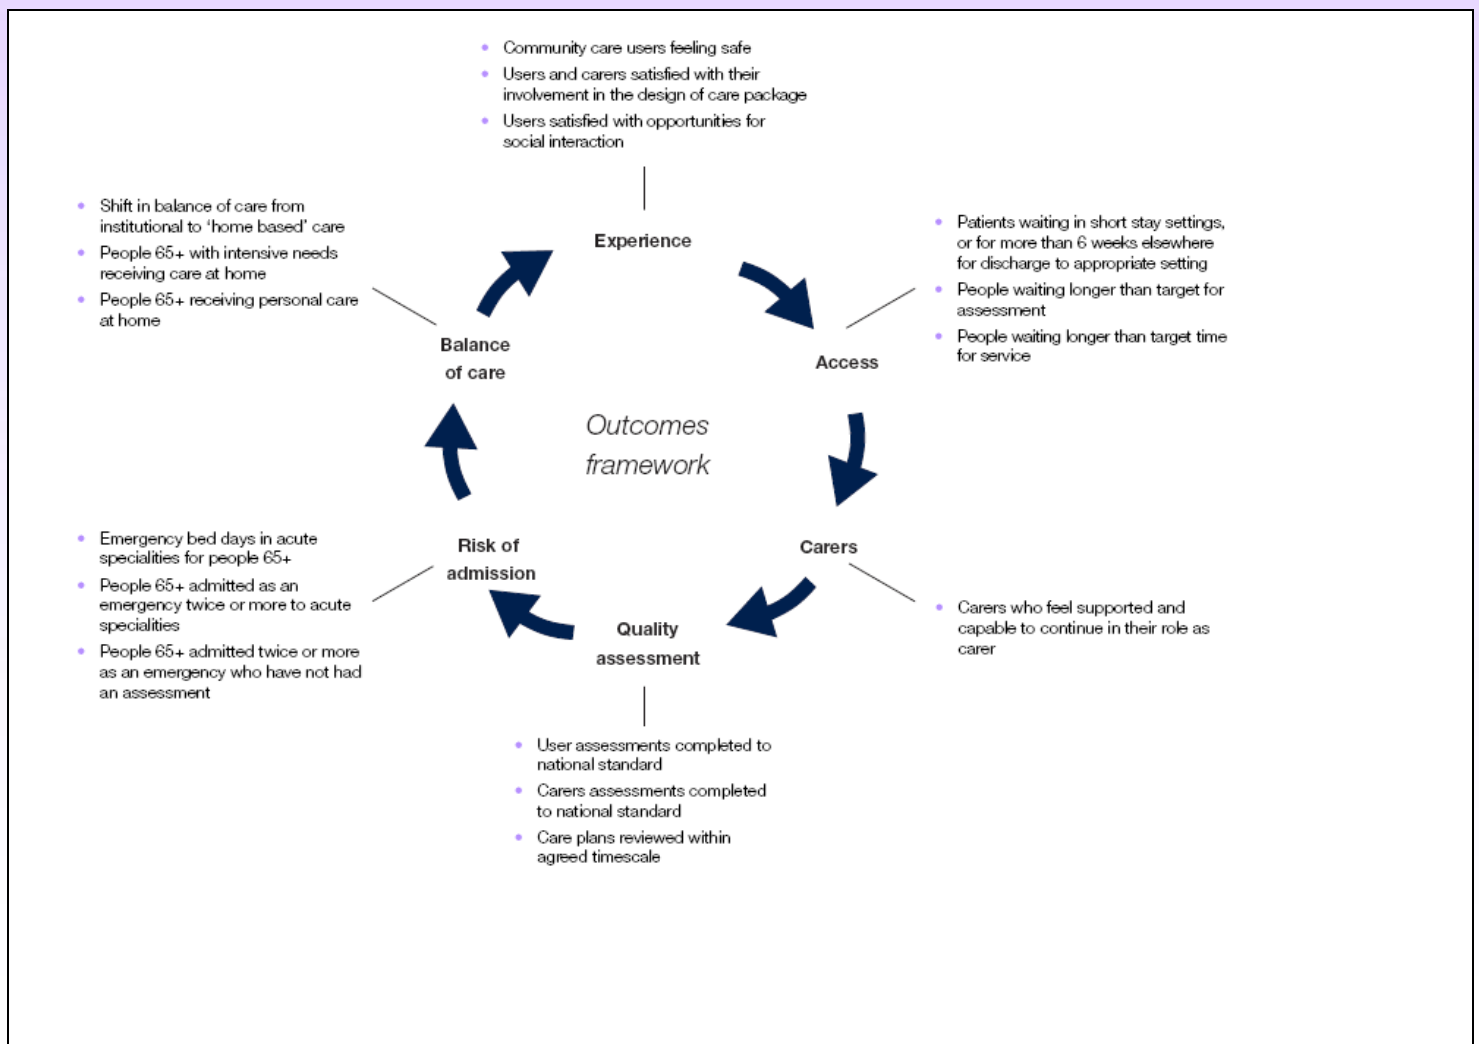 Community care users feeling safe
Users and carers satisfied with their
involvement in the design of care package
Users satisfied with opportunities for
social interaction
Experience
Patients waiting in short stay settings,
or for more than 6 weeks elsewhere
for discharge to appropriate setting
People waiting longer than target for
assessment
People waiting longer than target time
for service
Access
Carers
Carers who feel supported and
capable to continue in their role as
carer
Quality
assessment
User assessments completed to
national standard
Carers assessments completed
to national standard
Care plans reviewed within
agreed timescale
Risk of
admission
Emergency bed days in acute
specialities for people 65+
People 65+ admitted as an
emergency twice or more to acute
specialities
People 65+ admitted twice or more
as an emergency who have not had
an assessment
Balance
of care
Shift in balance of care from
institutional to ‘home based’ care
People 65+ with intensive needs
receiving care at home
People 65+ receiving personal care
at home
Outcomes
framework